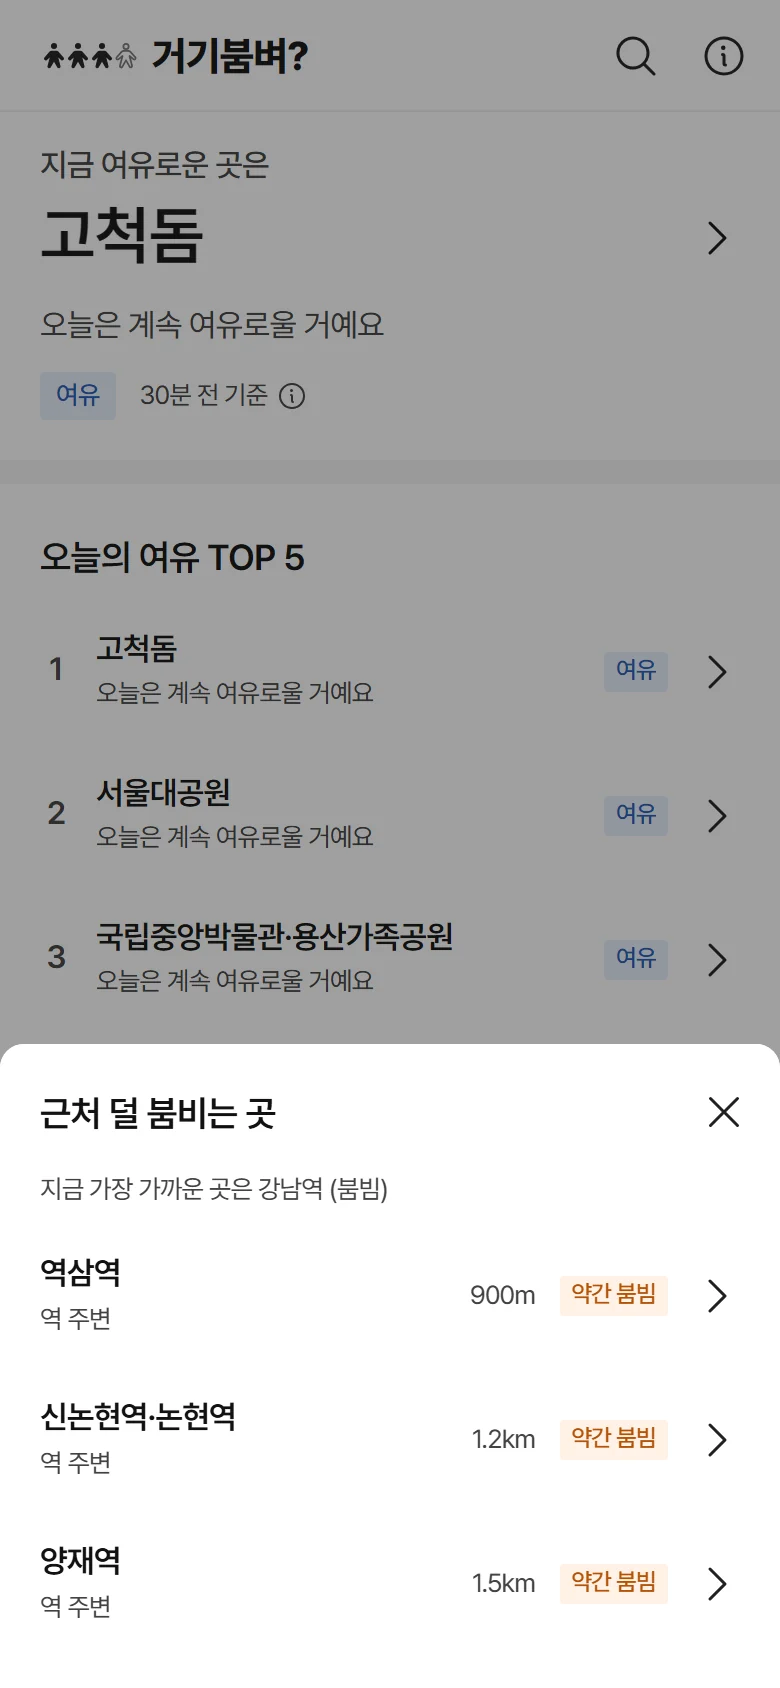 거기붐벼?
지금 여유로운 곳은
고척돔
오늘은 계속 여유로울 거예요
여유 30분 전 기준
오늘의 여유 TOP 5
1 고척돔 여유
오늘은 계속 여유로울 거예요
2 서울대공원 여유
오늘은 계속 여유로울 거예요
3 국립중앙박물관·용산가족공원 여유
오늘은 계속 여유로울 거예요
근처 덜 붐비는 곳
지금 가장 가까운 곳은 강남역 (붐빔)
역삼역 900m 약간 붐빔
역 주변
신논현역·논현역 1.2km 약간 붐빔
역 주변
양재역 1.5km 약간 붐빔
역 주변